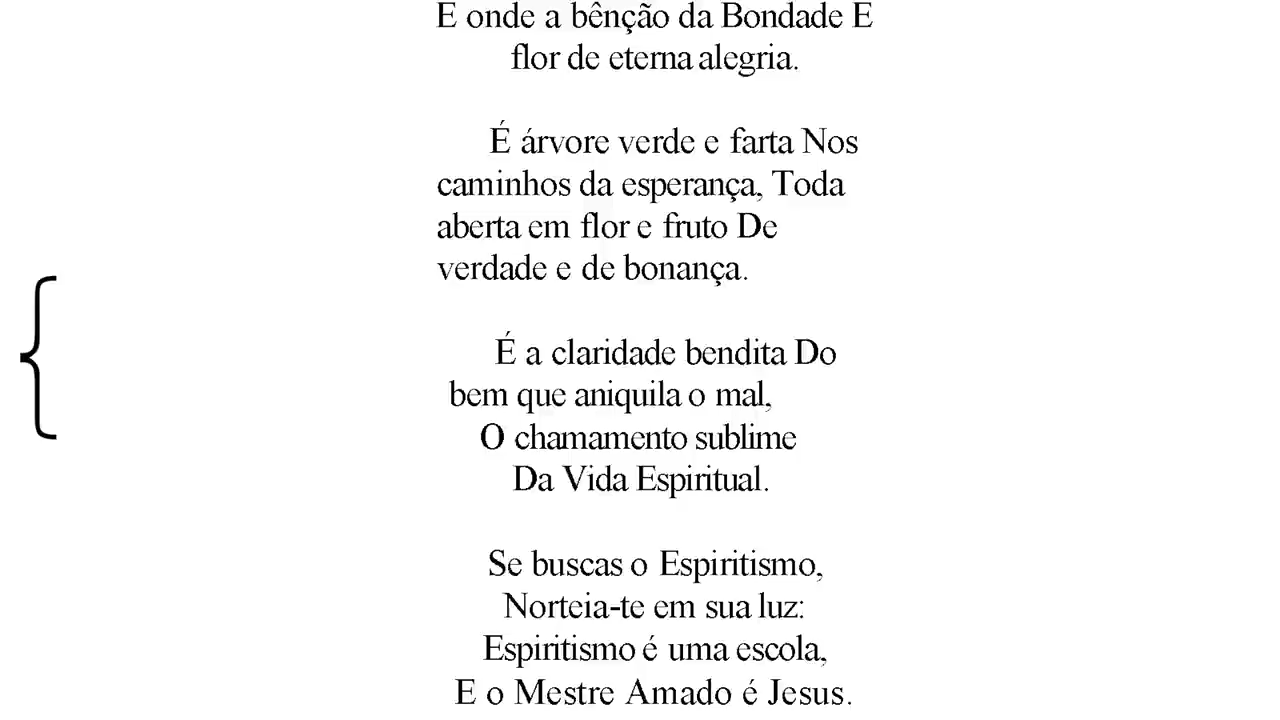 E onde a bênção da Bondade E
flor de eterna alegria.
É árvore verde e farta Nos
caminhos da esperança, Toda
aberta em flor e fruto De
verdade e de bonança.
É a claridade bendita Do
bem que aniquila o mal,
O chamamento sublime
Da Vida Espiritual.
Se buscas o Espiritismo,
Norteia-te em sua luz:
Espiritismo é uma escola,
E o Mestre Amado é Jesus.